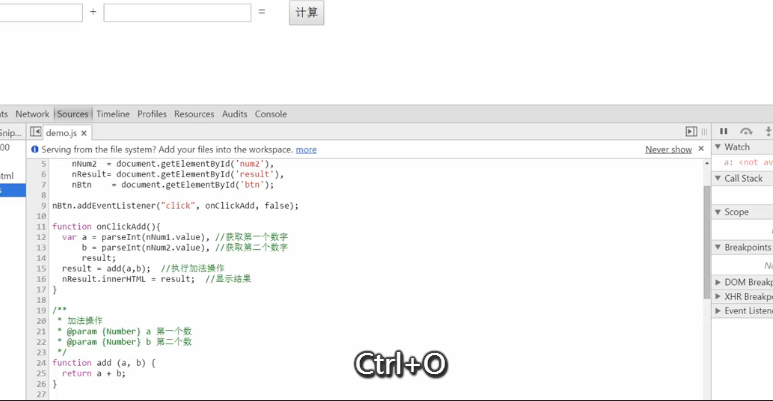 + = 计算
Network Sources Timeline Profiles Resources Audits Console
Snip... demo.js ×
Serving from the file system? Add your files into the workspace. more Never show ×
5 nNum2 = document.getElementById('num2'),
6 nResult= document.getElementById('result'),
7 nBtn = document.getElementById('btn');
8
9 nBtn.addEventListener("click", onClickAdd, false);
10
11 function onClickAdd(){
12 var a = parseInt(nNum1.value), //获取第一个数字
13 b = parseInt(nNum2.value), //获取第二个数字
14 result;
15 result = add(a,b); //执行加法操作
16 nResult.innerHTML = result; //显示结果
17 }
18
19 /**
20 * 加法操作
21 * @param {Number} a 第一个数
22 * @param {Number} b 第二个数
23 */
24 function add (a, b) {
25 return a + b;
26 }
27
Watch
a: <not av
Call Stack
Scope
Breakpoints
No
DOM Breakp
XHR Breakpo
Event Listene
Ctrl+O